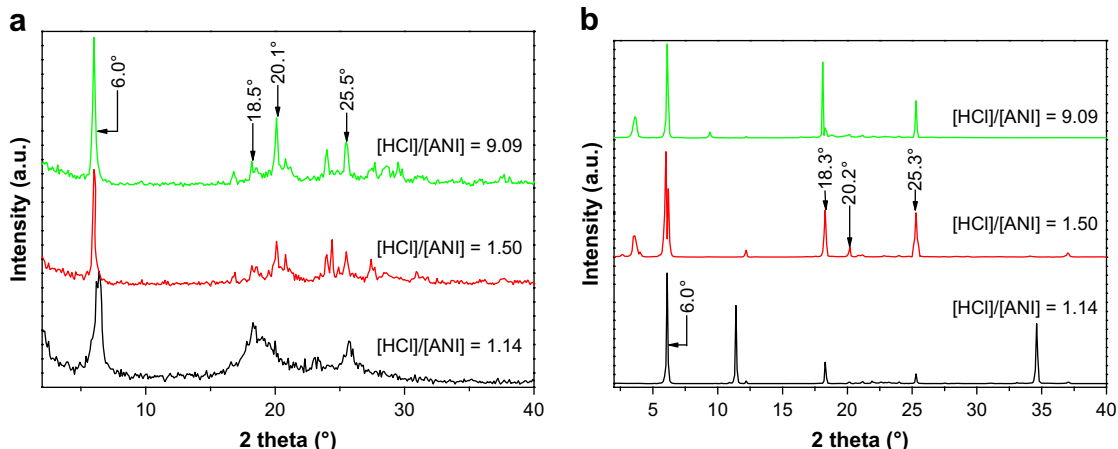 a
6.0°
18.5°
20.1°
25.5°
[HCl]/[ANI] = 9.09
[HCl]/[ANI] = 1.50
[HCl]/[ANI] = 1.14
Intensity (a.u.)
10
20
30
40
2 theta (°)
b
[HCl]/[ANI] = 9.09
18.3°
20.2°
25.3°
[HCl]/[ANI] = 1.50
6.0°
[HCl]/[ANI] = 1.14
Intensity (a.u.)
5
10
15
20
25
30
35
40
2 theta (°)